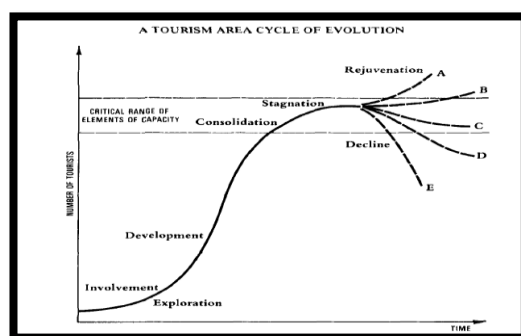 A TOURISM AREA CYCLE OF EVOLUTION
Rejuvenation
A
B
Stagnation
CRITICAL RANGE OF
ELEMENTS OF CAPACITY
Consolidation
C
Decline
D
E
NUMBER OF TOURISTS
Development
Involvement
Exploration
TIME